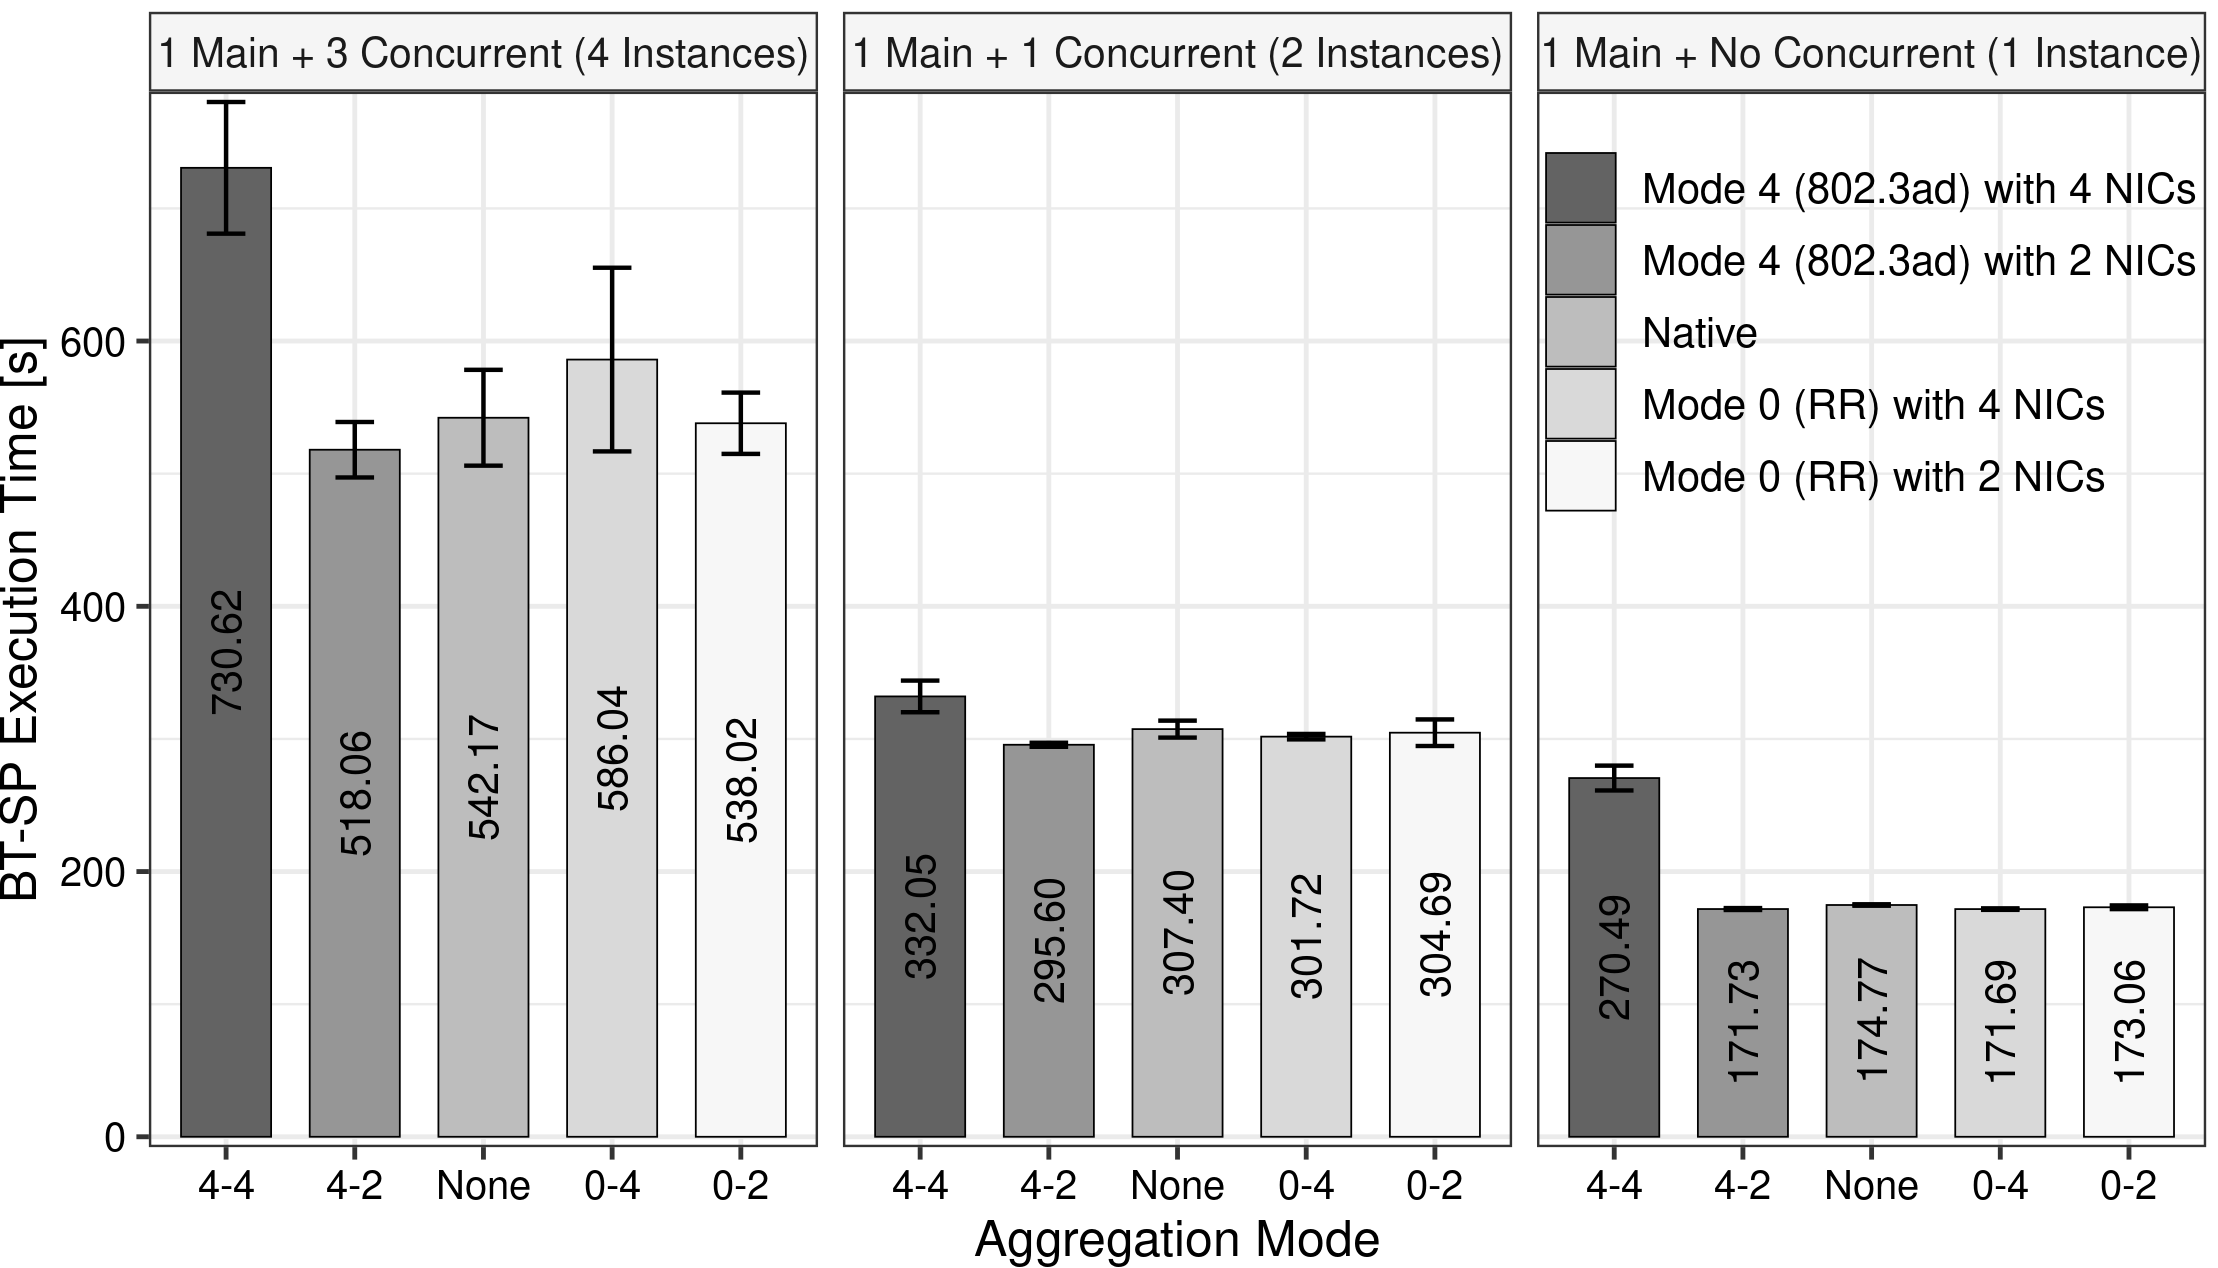 1 Main + 3 Concurrent (4 Instances)
1 Main + 1 Concurrent (2 Instances)
1 Main + No Concurrent (1 Instance)
BT-SP Execution Time [s]
600
400
200
0
730.62
518.06
542.17
586.04
538.02
332.05
295.60
307.40
301.72
304.69
270.49
171.73
174.77
171.69
173.06
Mode 4 (802.3ad) with 4 NICs
Mode 4 (802.3ad) with 2 NICs
Native
Mode 0 (RR) with 4 NICs
Mode 0 (RR) with 2 NICs
4-4 4-2 None 0-4 0-2
4-4 4-2 None 0-4 0-2
4-4 4-2 None 0-4 0-2
Aggregation Mode